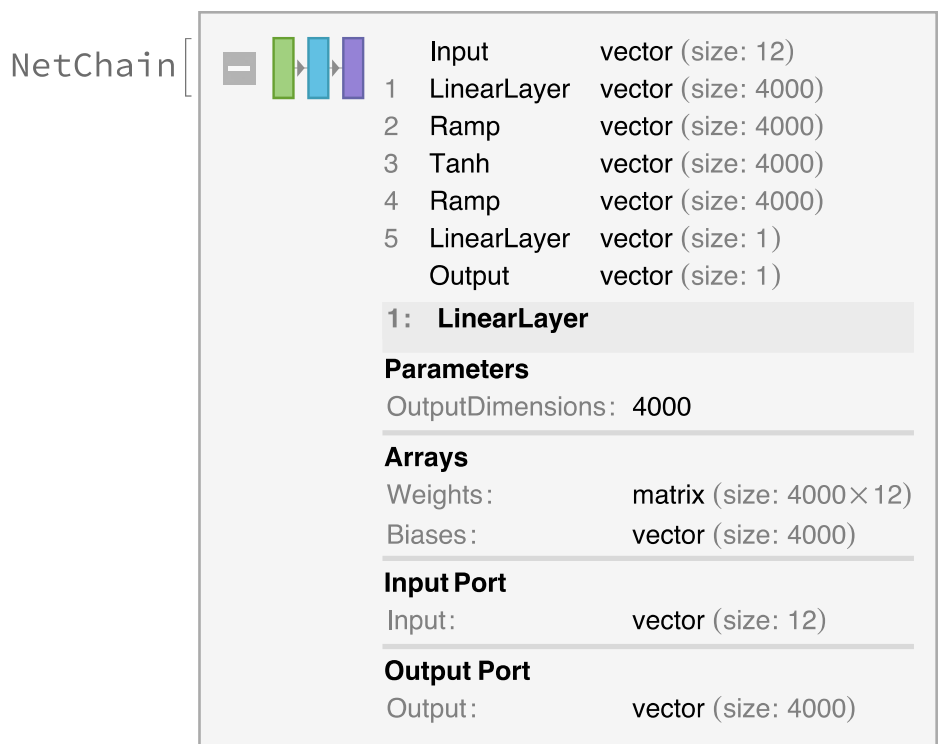 NetChain[
Input vector (size: 12)
1 LinearLayer vector (size: 4000)
2 Ramp vector (size: 4000)
3 Tanh vector (size: 4000)
4 Ramp vector (size: 4000)
5 LinearLayer vector (size: 1)
Output vector (size: 1)
1: LinearLayer
Parameters
OutputDimensions: 4000
Arrays
Weights: matrix (size: 4000×12)
Biases: vector (size: 4000)
Input Port
Input: vector (size: 12)
Output Port
Output: vector (size: 4000)